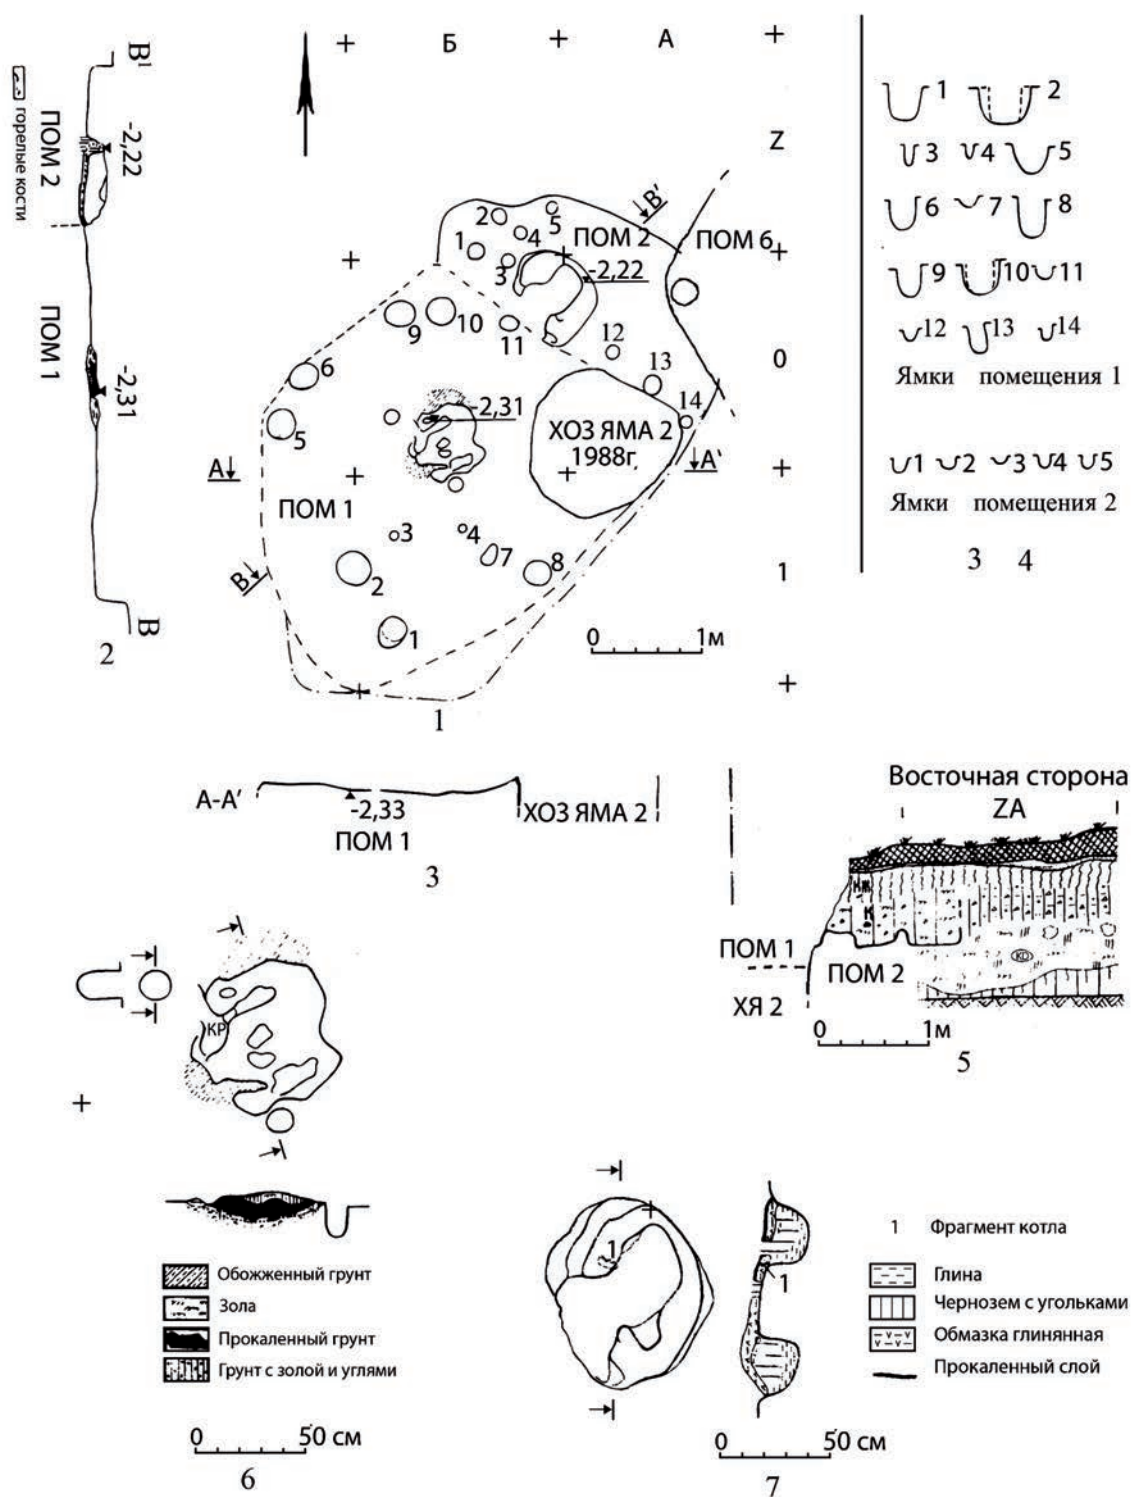 Б А
Z
0
1
B¹
-2,22
горелые кости
ПОМ 2
ПОМ 1
-2,31
B
2
B'
2 5
4
1
3
ПОМ 2
ПОМ 6
-2,22
9 10 11 12
13
14
6
5
-2,31
ХОЗ ЯМА 2
1988г.
А
А'
ПОМ 1
3 4
7
8
2
В
1
0 1м
1
1 2
3 4 5
6 7 8
9 10 11
12 13 14
Ямки помещения 1
1 2 3 4 5
Ямки помещения 2
3 4
А-А'
-2,33
ПОМ 1
ХОЗ ЯМА 2
3
Восточная сторона
ZA
КЖ
К
КО
ПОМ 1
ПОМ 2
ХЯ 2
0 1м
5
КР
Обожженный грунт
Зола
Прокаленный грунт
Грунт с золой и углями
0 50 см
6
1
1
1 Фрагмент котла
Глина
Чернозем с угольками
Обмазка глинянная
Прокаленный слой
0 50 см
7